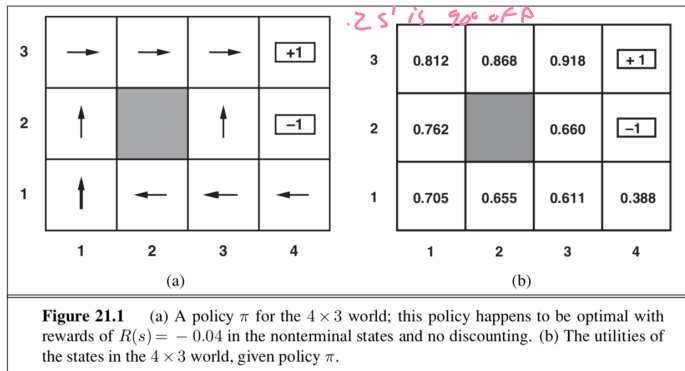 .2 s' is 90° of A
3 +1 3 0.812 0.868 0.918 +1
2 −1 2 0.762 0.660 −1
1 1 0.705 0.655 0.611 0.388
1 2 3 4 1 2 3 4
(a) (b)
Figure 21.1 (a) A policy π for the 4 × 3 world; this policy happens to be optimal with
rewards of R(s) = − 0.04 in the nonterminal states and no discounting. (b) The utilities of
the states in the 4 × 3 world, given policy π.